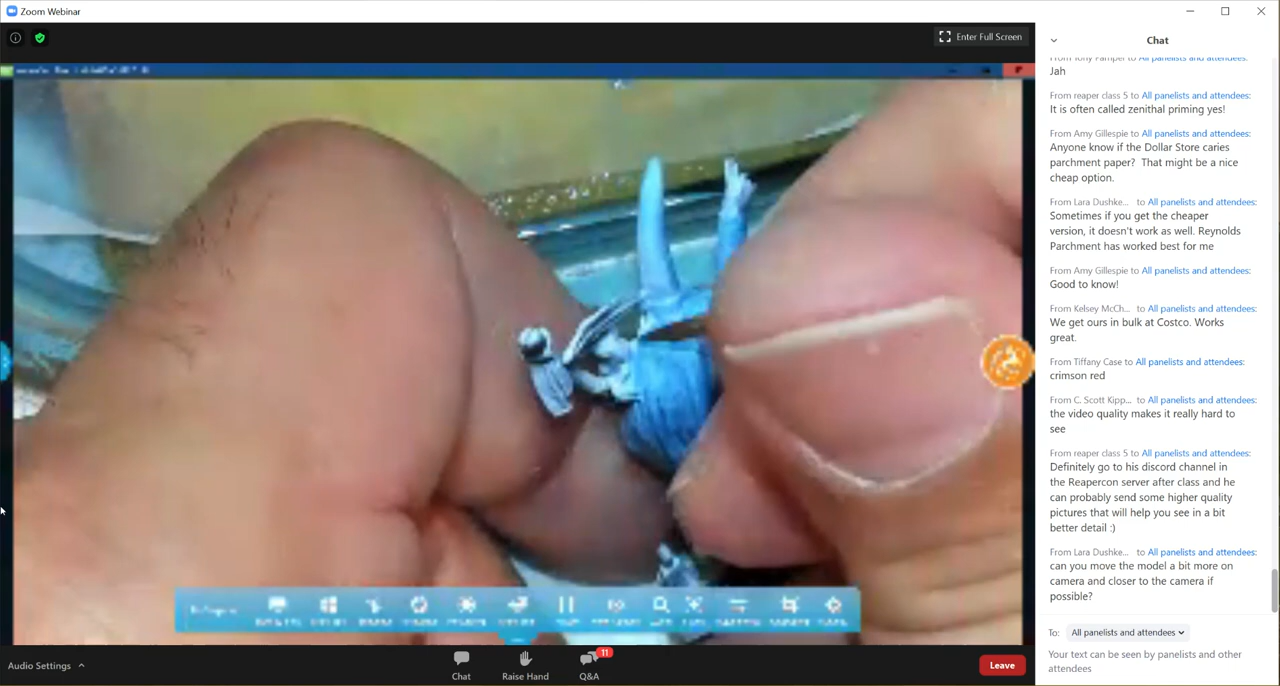 Zoom Webinar
Enter Full Screen
Chat
From Tony Pamper to All panelists and attendees:
Jah
From reaper class 5 to All panelists and attendees:
It is often called zenithal priming yes!
From Amy Gillespie to All panelists and attendees:
Anyone know if the Dollar Store caries
parchment paper? That might be a nice
cheap option.
From Lara Dushke... to All panelists and attendees:
Sometimes if you get the cheaper
version, it doesn't work as well. Reynolds
Parchment has worked best for me
From Amy Gillespie to All panelists and attendees:
Good to know!
From Kelsey McCh... to All panelists and attendees:
We get ours in bulk at Costco. Works
great.
From Tiffany Case to All panelists and attendees:
crimson red
From C. Scott Kipp... to All panelists and attendees:
the video quality makes it really hard to
see
From reaper class 5 to All panelists and attendees:
Definitely go to his discord channel in
the Reapercon server after class and he
can probably send some higher quality
pictures that will help you see in a bit
better detail :)
From Lara Dushke... to All panelists and attendees:
can you move the model a bit more on
camera and closer to the camera if
possible?
To: All panelists and attendees
Your text can be seen by panelists and other
attendees
Audio Settings
Chat
Raise Hand
11
Q&A
Leave